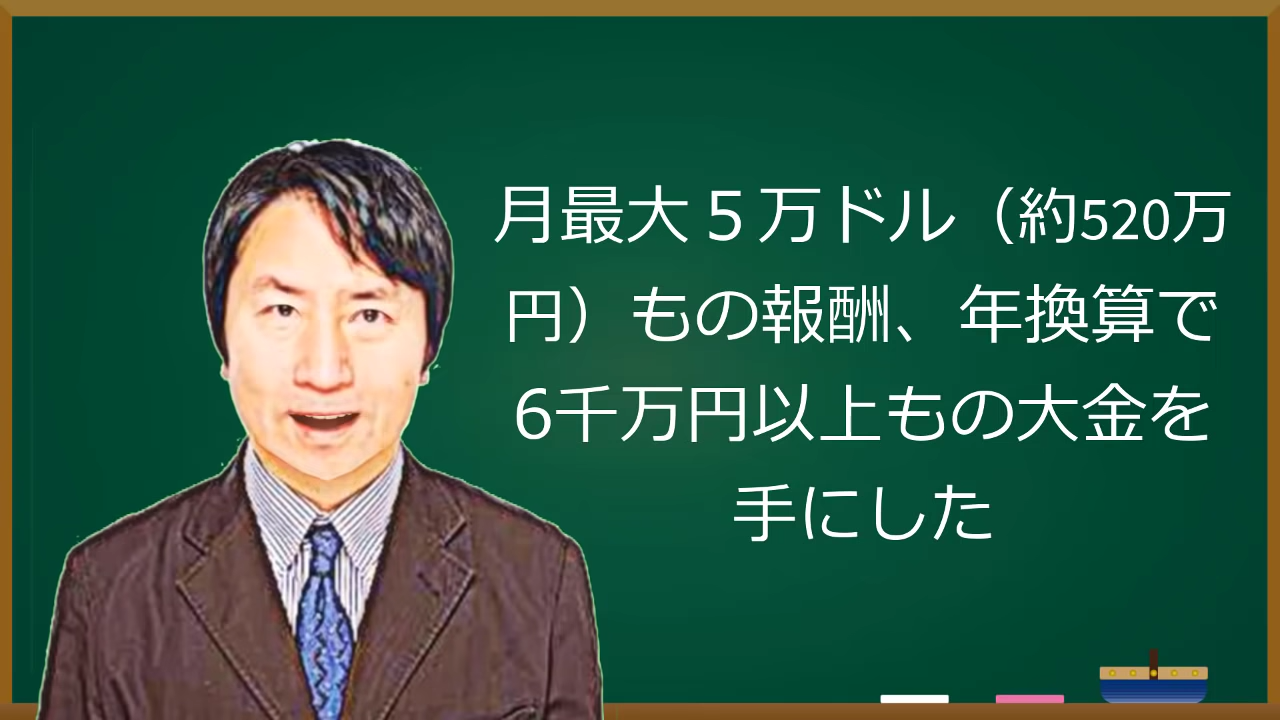 月最大５万ドル（約520万
円）もの報酬、年換算で
6千万円以上もの大金を
手にした